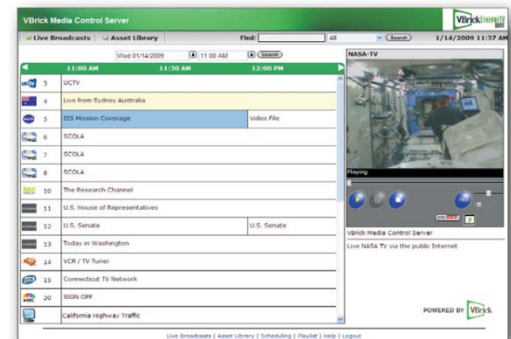 VBrick Media Control Server
VBrick EtherneTV
Live Broadcasts Asset Library Find: All Search 1/14/2009 11:37 AM
Wed 01/14/2009 11:00 AM Search
11:00 AM 11:30 AM 12:00 PM
3 UCTV
4 Live from Sydney Australia
5 ISS Mission Coverage Video File
6 SCOLA
7 SCOLA
8 SCOLA
10 The Research Channel
11 U.S. House of Representatives
12 U.S. Senate U.S. Senate
13 Today in Washington
14 VCR / TV Tuner
15 Connecticut TV Network
30 SIGN OFF
California Highway Traffic
NASA-TV
Playing
VBrick Media Control Server
Live NASA TV via the public Internet
POWERED BY VBrick
Live Broadcasts | Asset Library | Scheduling | Playlist | Help | Logout